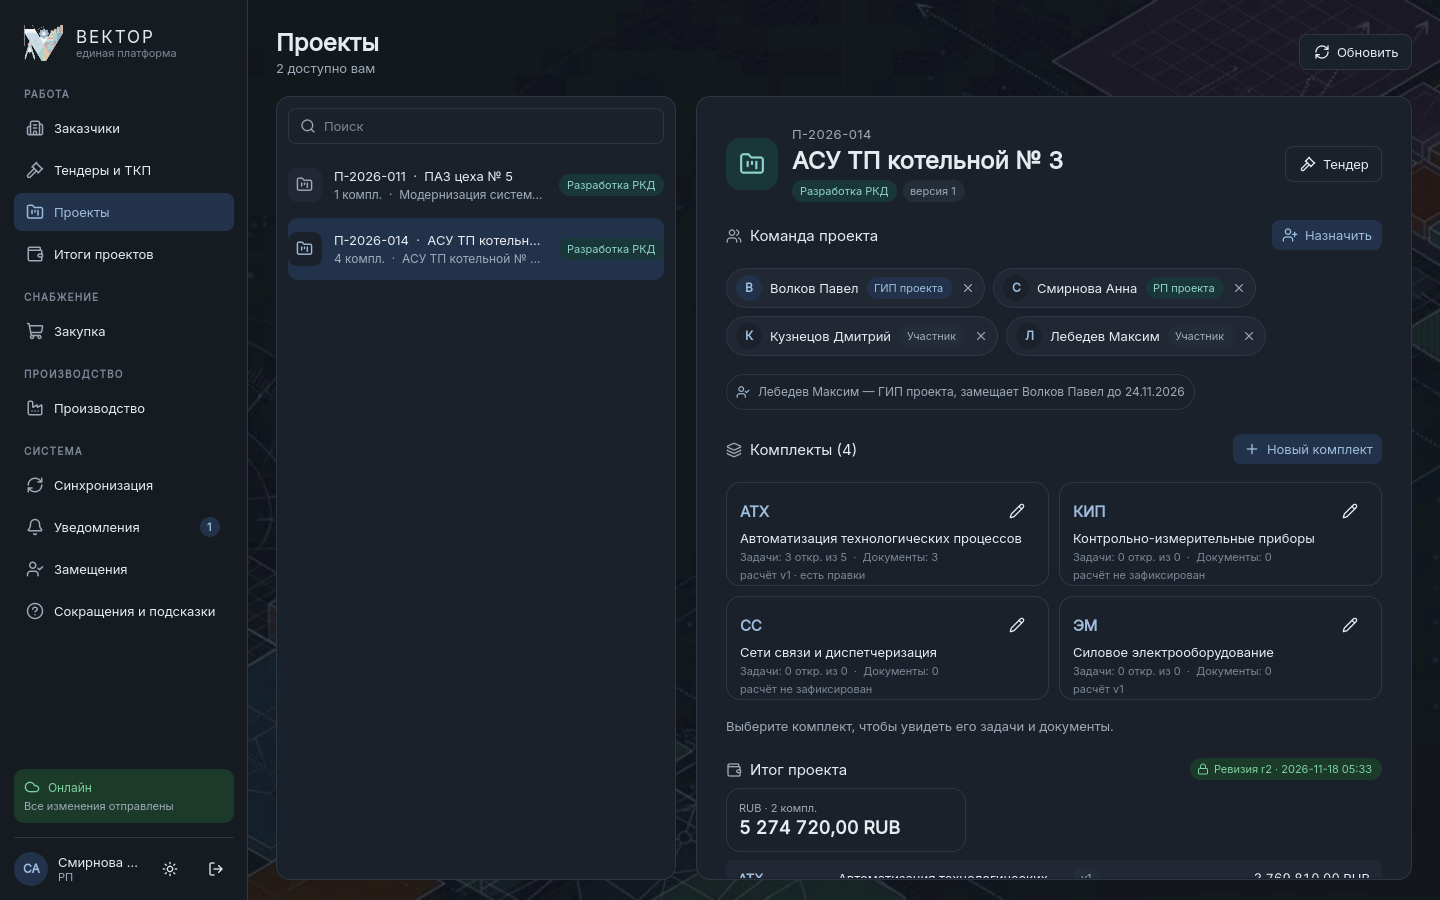 ВЕКТОР
единая платформа
РАБОТА
Заказчики
Тендеры и ТКП
Проекты
Итоги проектов
СНАБЖЕНИЕ
Закупка
ПРОИЗВОДСТВО
Производство
СИСТЕМА
Синхронизация
Уведомления 1
Замещения
Сокращения и подсказки
Онлайн
Все изменения отправлены
СА
Смирнова ...
РП
Проекты
2 доступно вам
Обновить
Поиск
П-2026-011 · ПАЗ цеха № 5
1 компл. · Модернизация систем...
Разработка РКД
П-2026-014 · АСУ ТП котельн...
4 компл. · АСУ ТП котельной № ...
Разработка РКД
П-2026-014
АСУ ТП котельной № 3
Разработка РКД версия 1
Тендер
Команда проекта
Назначить
В Волков Павел ГИП проекта
С Смирнова Анна РП проекта
К Кузнецов Дмитрий Участник
Л Лебедев Максим Участник
Лебедев Максим — ГИП проекта, замещает Волков Павел до 24.11.2026
Комплекты (4)
Новый комплект
АТХ
Автоматизация технологических процессов
Задачи: 3 откр. из 5 · Документы: 3
расчёт v1 · есть правки
КИП
Контрольно-измерительные приборы
Задачи: 0 откр. из 0 · Документы: 0
расчёт не зафиксирован
СС
Сети связи и диспетчеризация
Задачи: 0 откр. из 0 · Документы: 0
расчёт не зафиксирован
ЭМ
Силовое электрооборудование
Задачи: 0 откр. из 0 · Документы: 0
расчёт v1
Выберите комплект, чтобы увидеть его задачи и документы.
Итог проекта
Ревизия r2 · 2026-11-18 05:33
RUB · 2 компл.
5 274 720,00 RUB
АТХ Автоматизация технологических v1 3 769 810,00 RUB